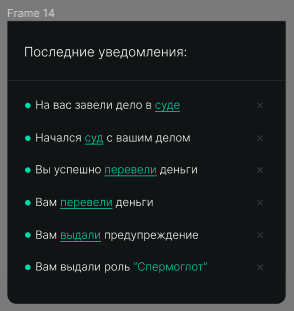 Frame 14
Последние уведомления:
На вас завели дело в суде
Начался суд с вашим делом
Вы успешно перевели деньги
Вам перевели деньги
Вам выдали предупреждение
Вам выдали роль "Спермоглот"